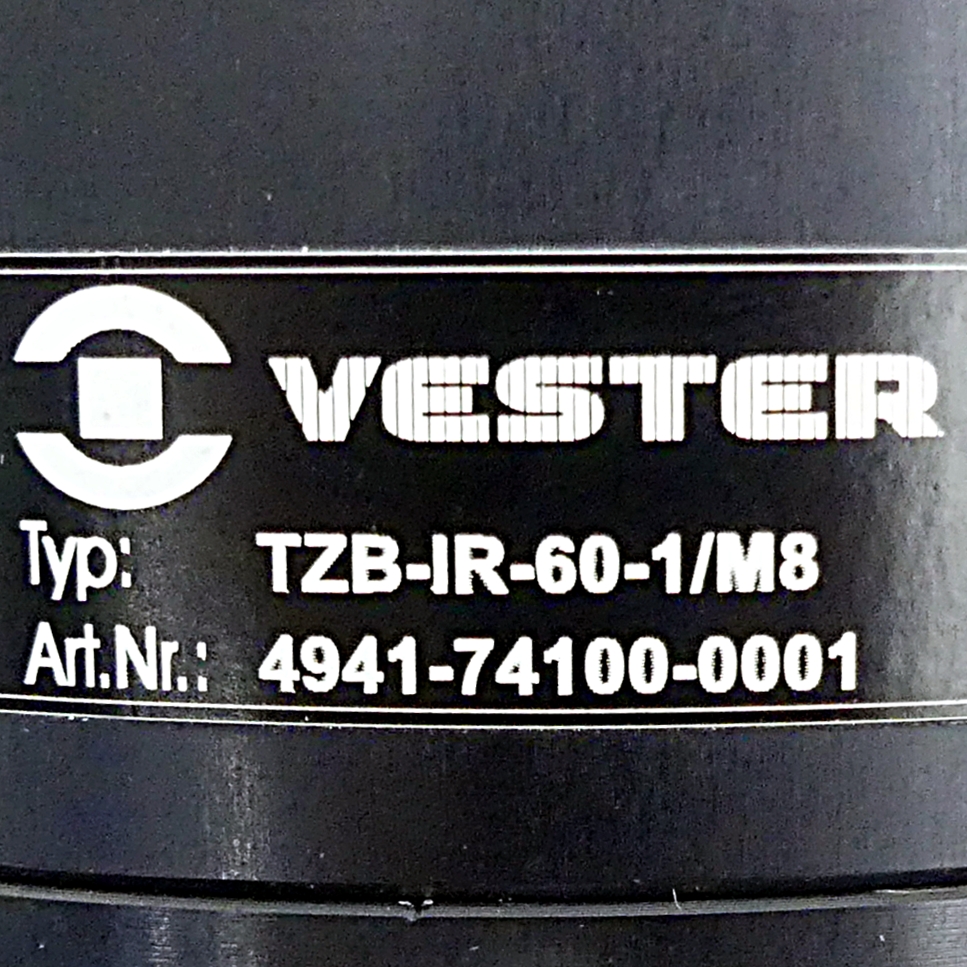 VESTER
Typ: TZB-IR-60-1/M8
Art.Nr.: 4941-74100-0001